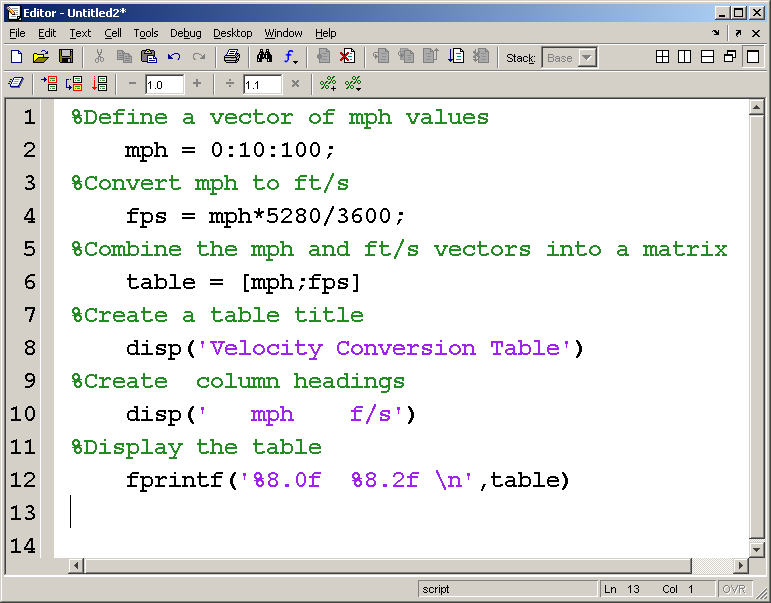 Editor - Untitled2*
File Edit Text Cell Tools Debug Desktop Window Help
Stack: Base
1.0 1.1
1 %Define a vector of mph values
2     mph = 0:10:100;
3 %Convert mph to ft/s
4     fps = mph*5280/3600;
5 %Combine the mph and ft/s vectors into a matrix
6     table = [mph;fps]
7 %Create a table title
8     disp('Velocity Conversion Table')
9 %Create  column headings
10     disp('   mph    f/s')
11 %Display the table
12     fprintf('%8.0f  %8.2f \n',table)
13
14
script Ln 13 Col 1 OVR